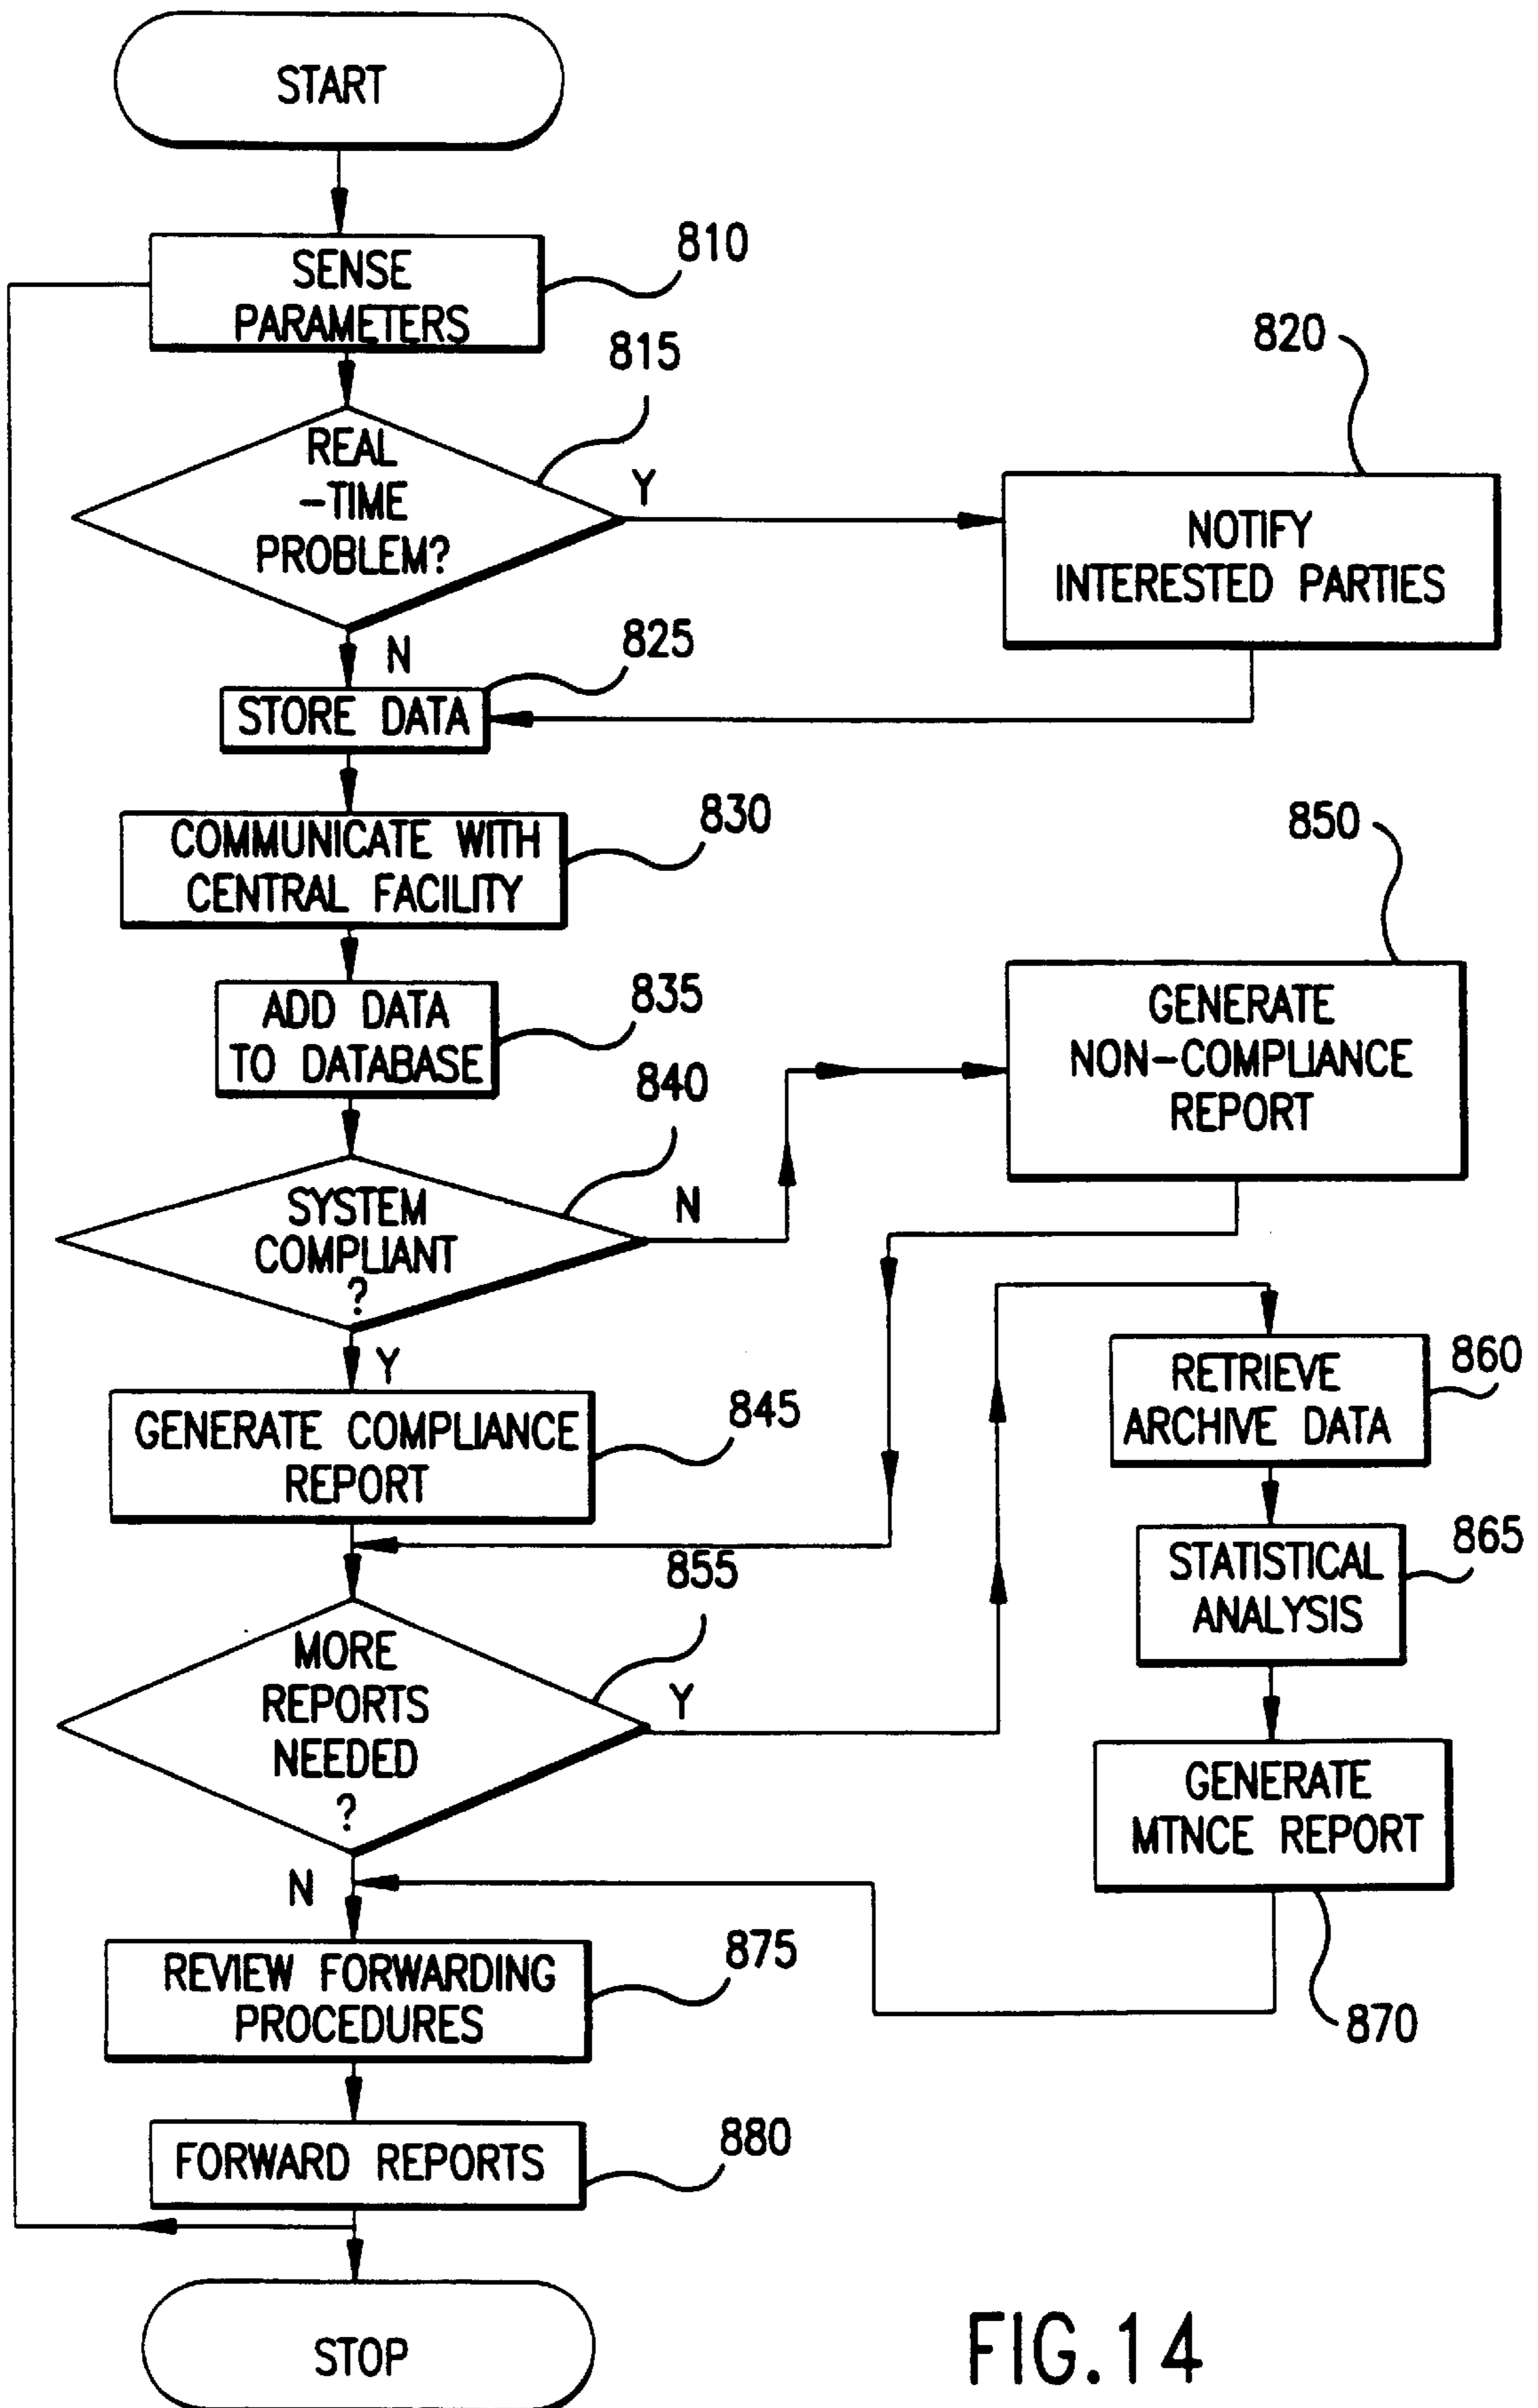 START
SENSE
PARAMETERS
810
REAL
-TIME
PROBLEM?
815
Y
820
NOTIFY
INTERESTED PARTIES
N
825
STORE DATA
COMMUNICATE WITH
CENTRAL FACILITY
830
850
ADD DATA
TO DATABASE
835
GENERATE
NON-COMPLIANCE
REPORT
840
SYSTEM
COMPLIANT
?
N
Y
GENERATE COMPLIANCE
REPORT
845
RETRIEVE
ARCHIVE DATA
860
STATISTICAL
ANALYSIS
865
855
MORE
REPORTS
NEEDED
?
Y
GENERATE
MTNCE REPORT
870
N
REVIEW FORWARDING
PROCEDURES
875
FORWARD REPORTS
880
STOP
FIG.14